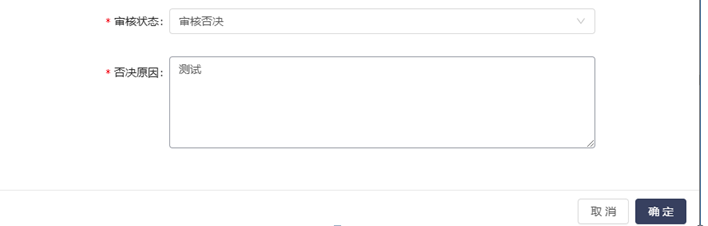 * 审核状态： 审核否决
* 否决原因： 测试
取 消 确 定